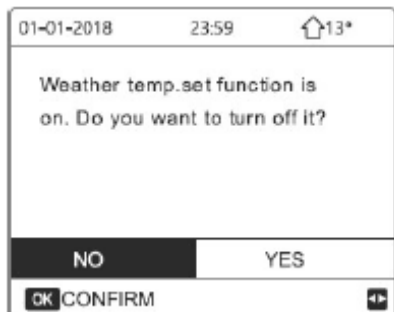 01-01-2018 23:59 13°
Weather temp.set function is
on. Do you want to turn off it?
NO YES
OK CONFIRM